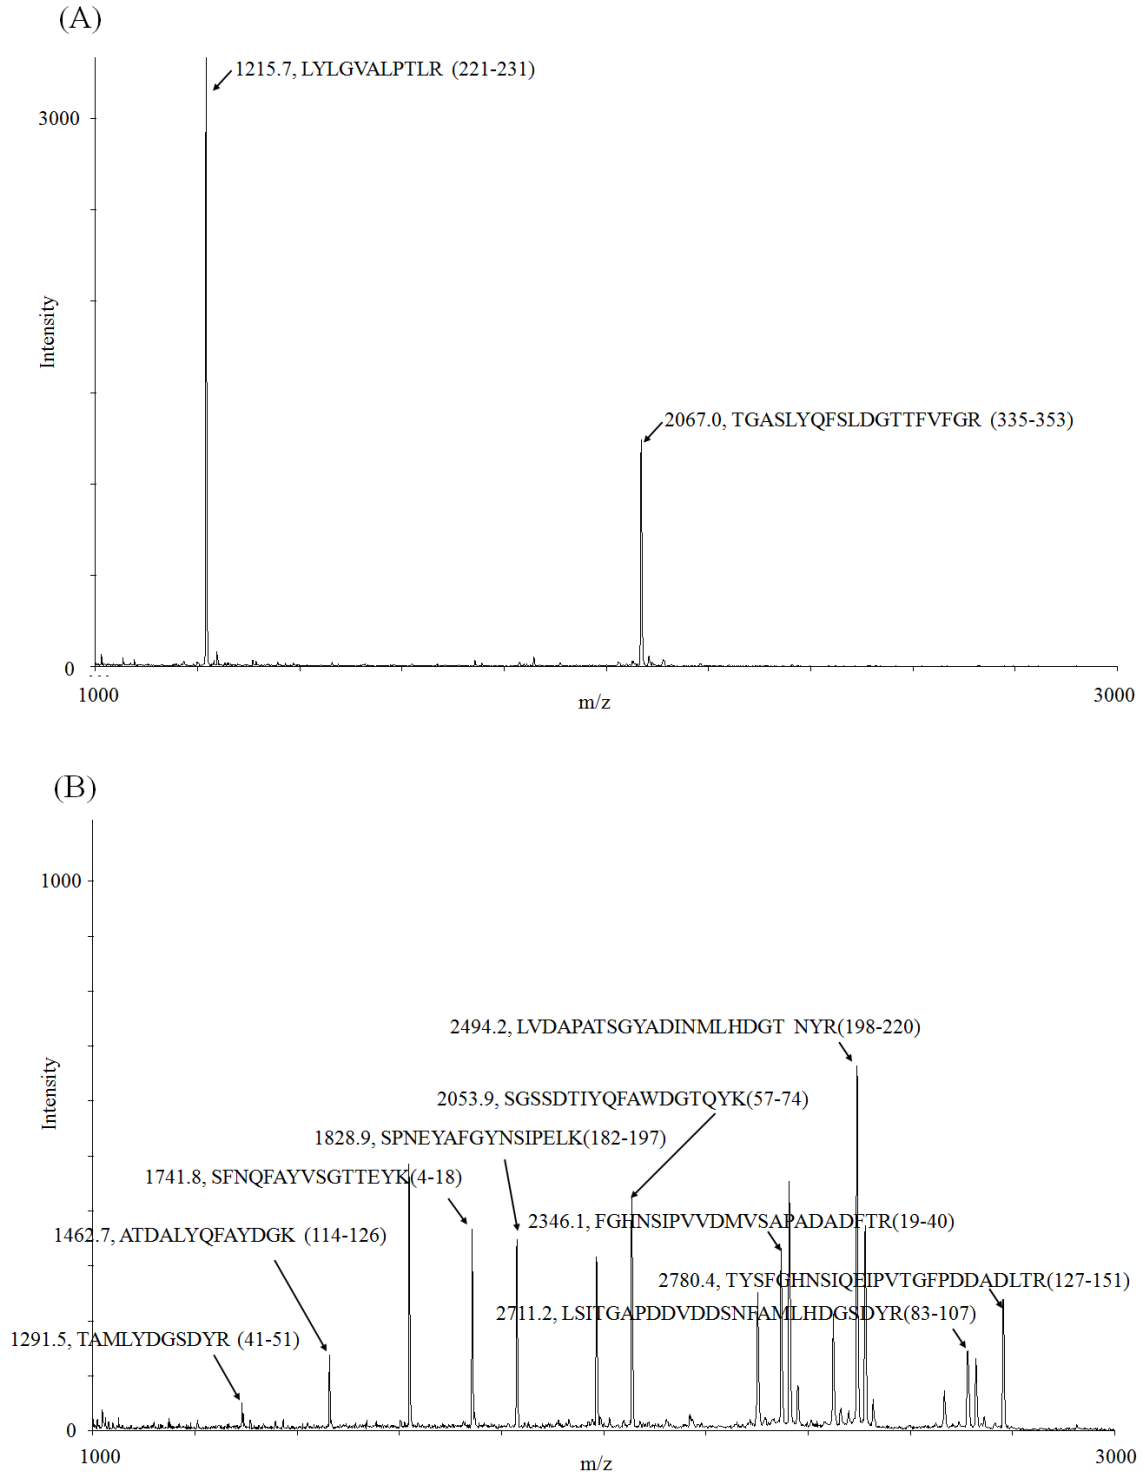 (A)
1215.7, LYLGVALPTLR (221-231)
3000
Intensity
2067.0, TGASLYQFSLDGTTFVFGR (335-353)
0
1000
m/z
3000
(B)
1000
Intensity
2494.2, LVDAPATSGYADINMLHDGT NYR(198-220)
2053.9, SGSSDTIYQFAWDGTQYK(57-74)
1828.9, SPNEYAFGYNSIPELK(182-197)
1741.8, SFNQFAYVSGTTEYK(4-18)
2346.1, FGHNSIPVVDMVSAPADADFTR(19-40)
1462.7, ATDALYQFAYDGK (114-126)
2780.4, TYSFGHNSIQEIPVTGFPDDADLTR(127-151)
2711.2, LSITGAPDDVDDSNFAMLHDGSDYR(83-107)
1291.5, TAMLYDGSDYR (41-51)
0
1000
m/z
3000